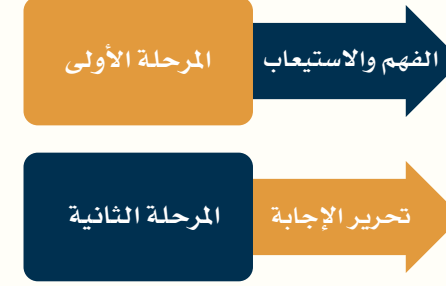 المرحلة الأولى
الفهم والاستيعاب
المرحلة الثانية
تحرير الإجابة